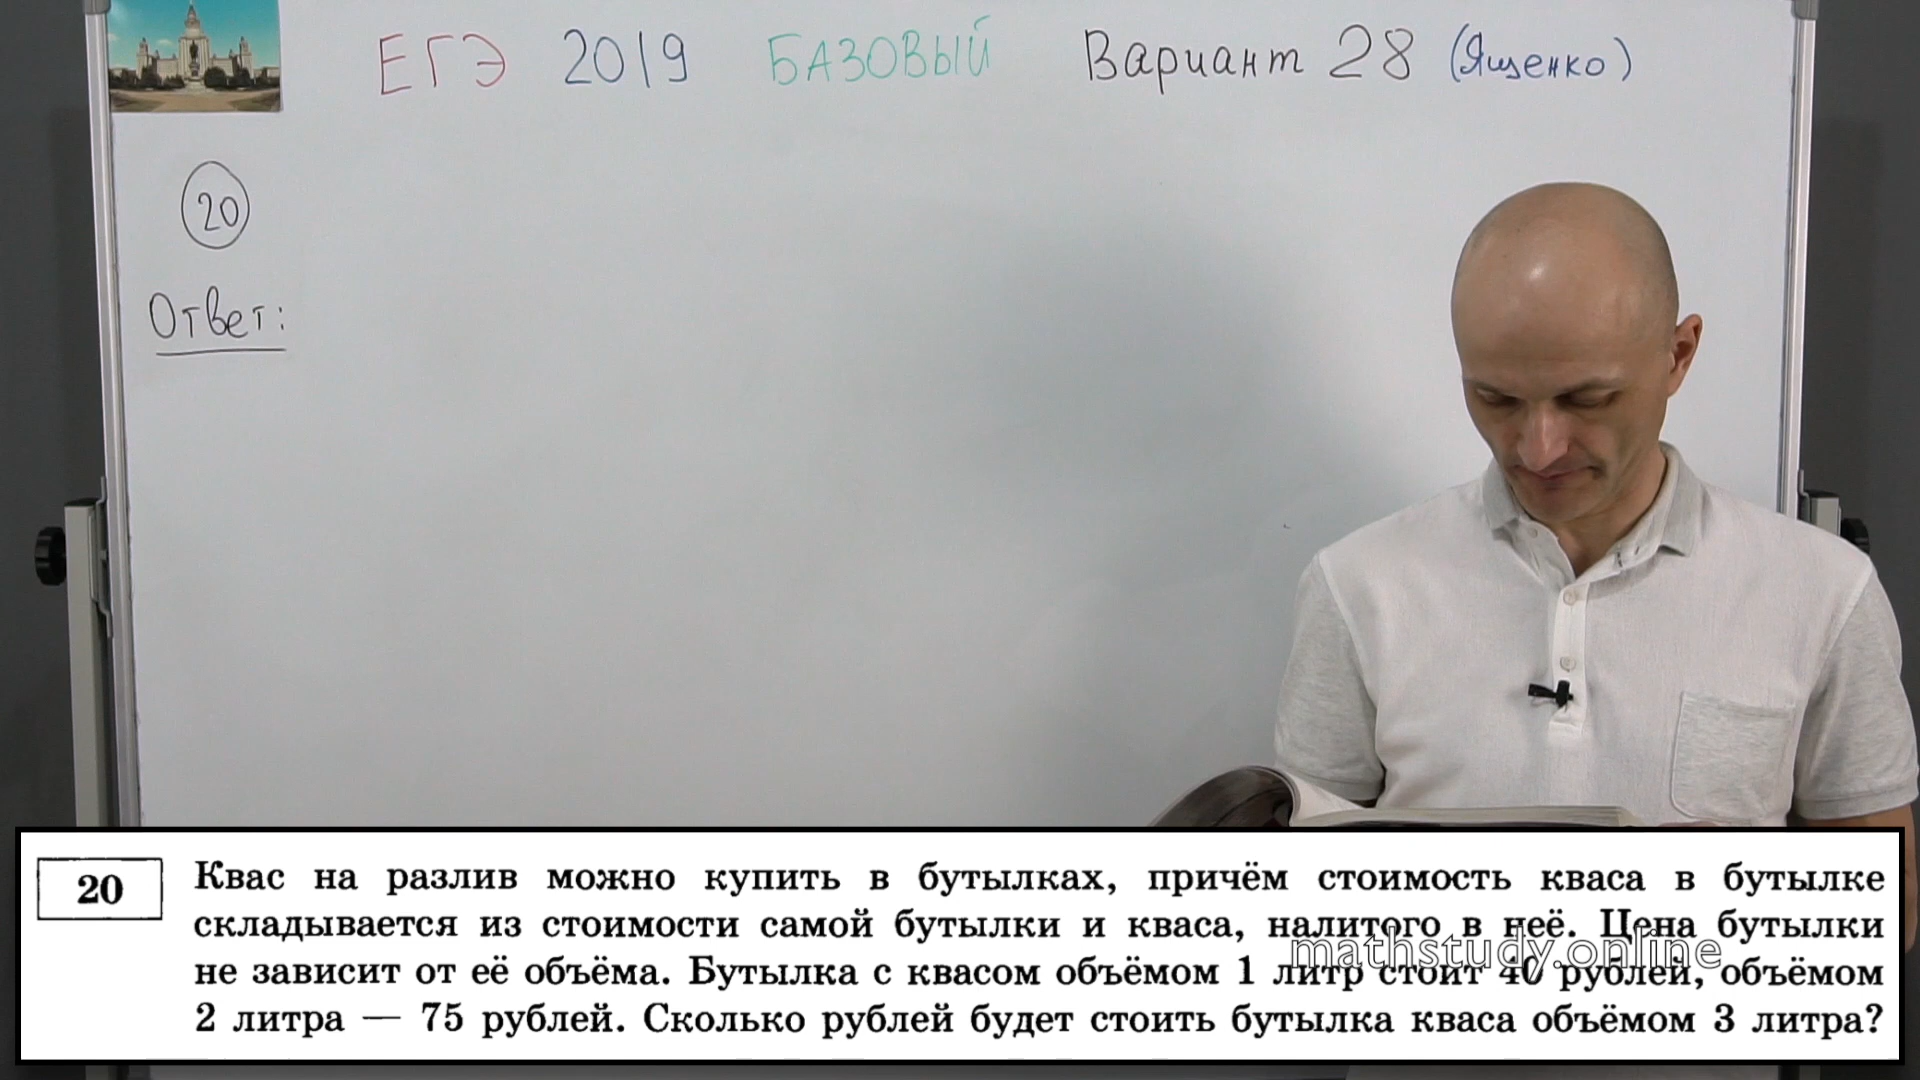 ЕГЭ 2019 БАЗОВЫЙ Вариант 28 (Ященко)
20
Ответ:
20 Квас на разлив можно купить в бутылках, причём стоимость кваса в бутылке
складывается из стоимости самой бутылки и кваса, налитого в неё. Цена бутылки
mathstudy.online
не зависит от её объёма. Бутылка с квасом объёмом 1 литр стоит 40 рублей, объёмом
2 литра — 75 рублей. Сколько рублей будет стоить бутылка кваса объёмом 3 литра?